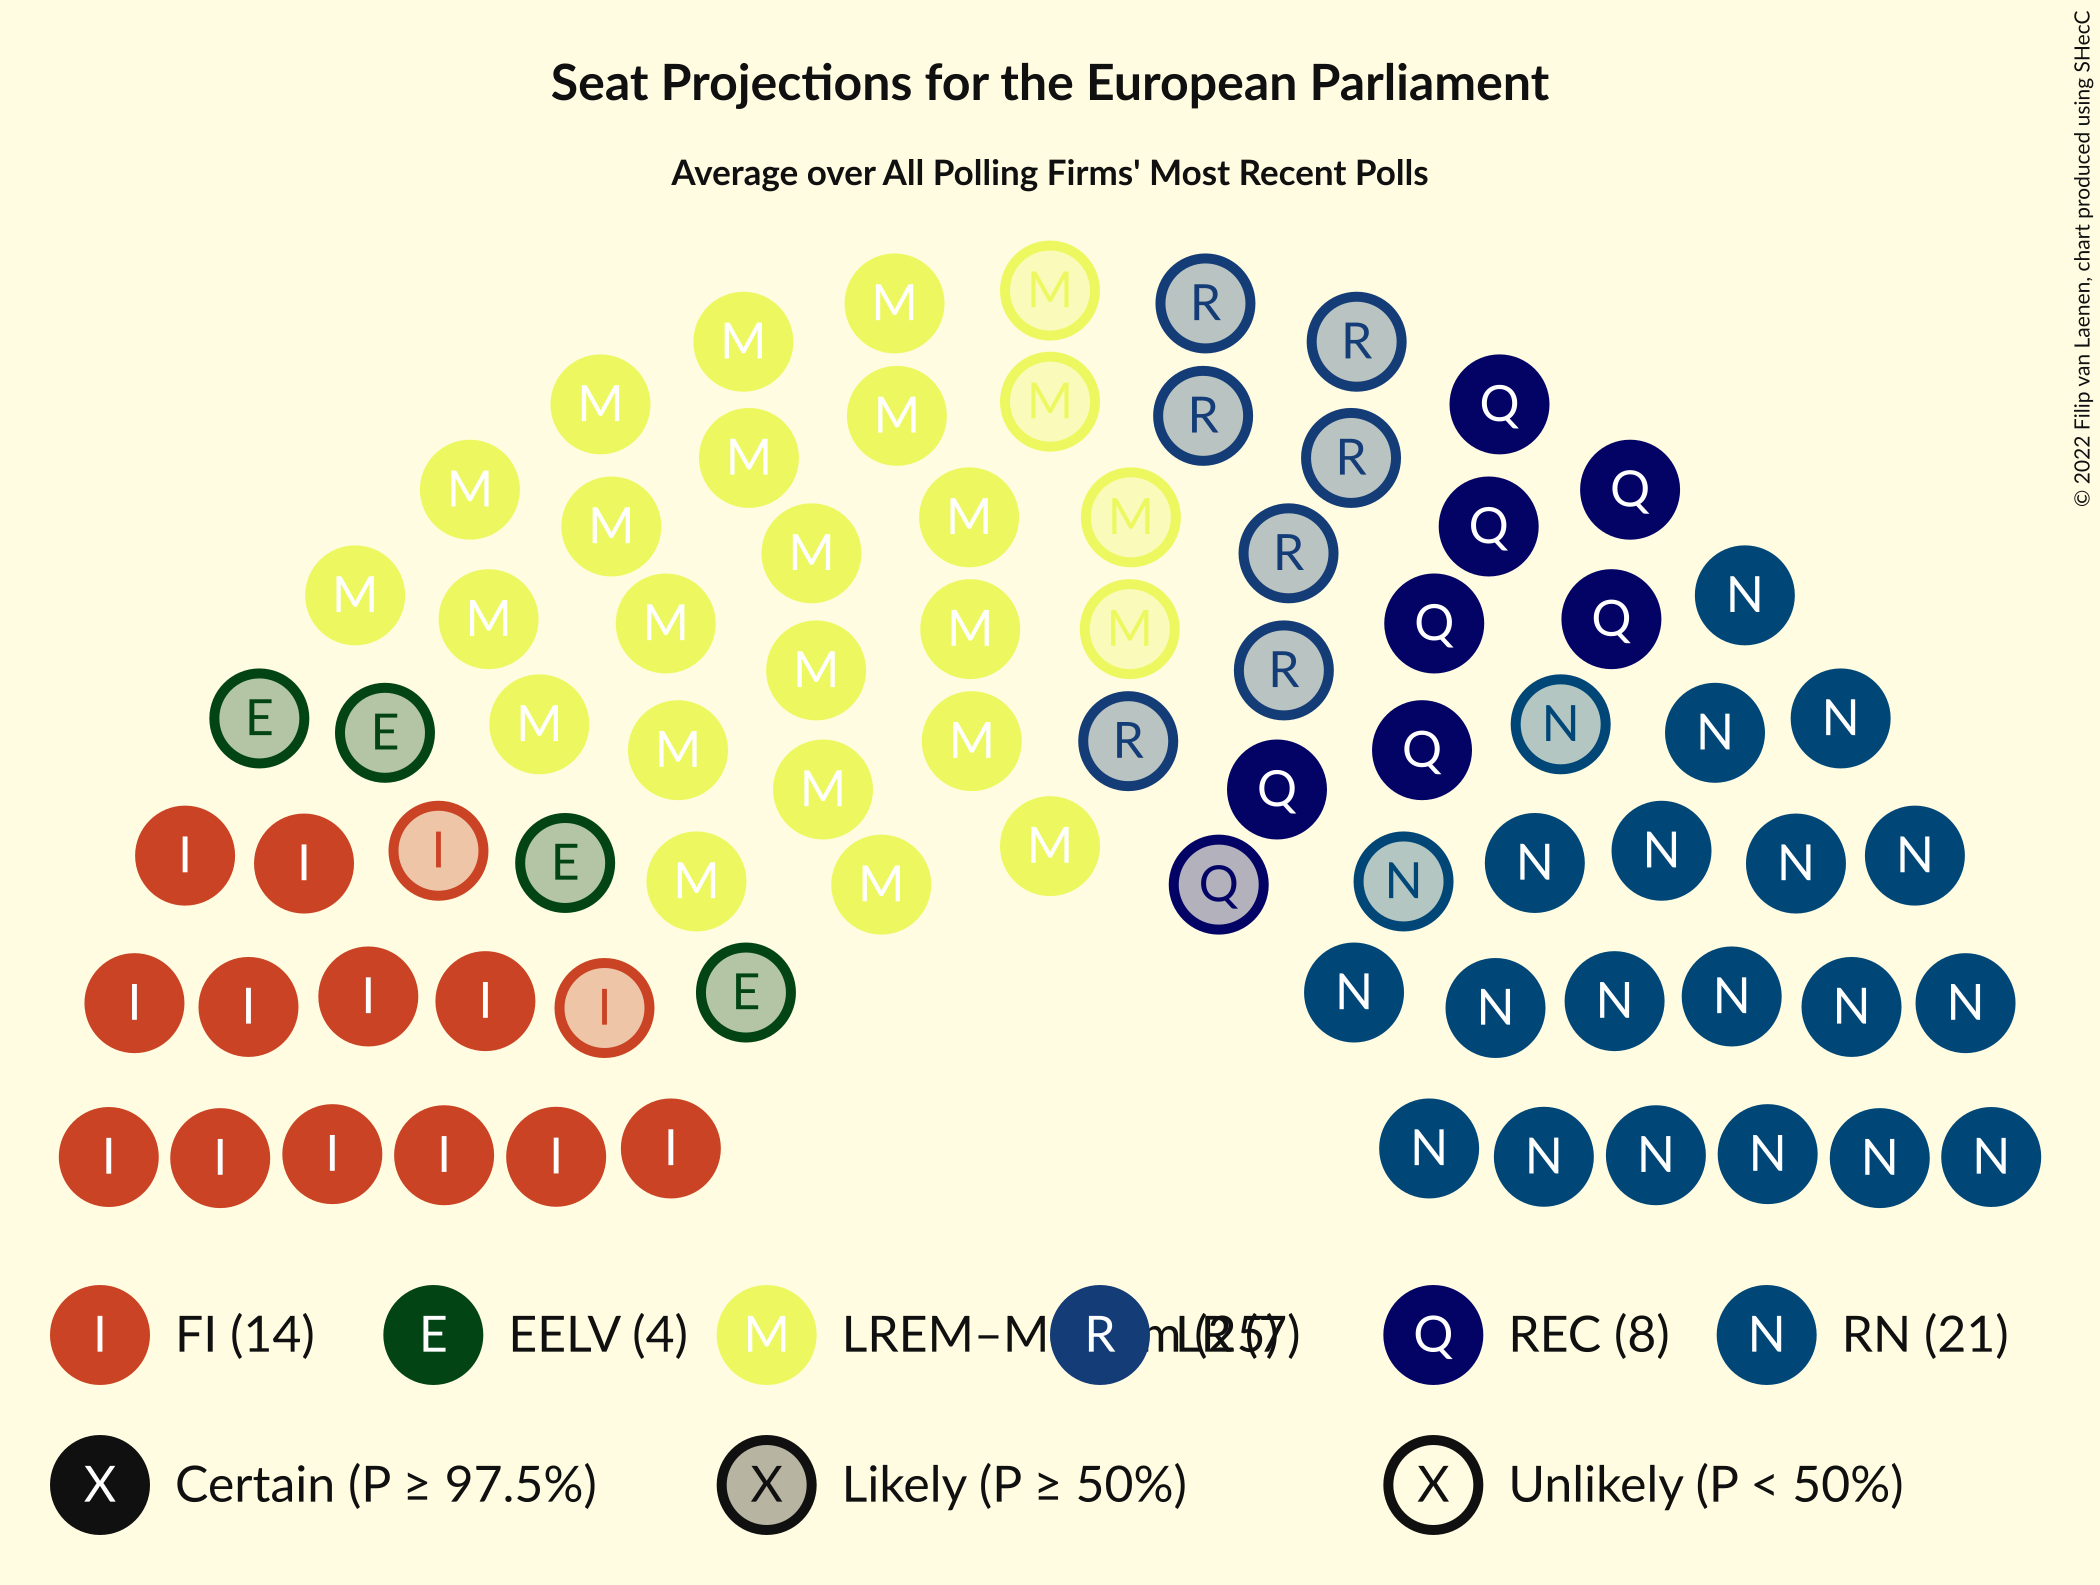 Seat Projections for the European Parliament
Average over All Polling Firms' Most Recent Polls
© 2022 Filip van Laenen, chart produced using SHecC
M M M R R
M M M R R Q
M M M M R Q Q
M M M M R Q Q N
M M M M R Q N N N
E E M M M M R Q N N N
I I I E M M M Q N N N N N
I I I I I E N N N N N N
I I I I I I N N N N N N
I FI (14) E EELV (4) M LREM–M R Q REC (8) N RN (21)
X Certain (P ≥ 97.5%) X Likely (P ≥ 50%) X Unlikely (P < 50%)